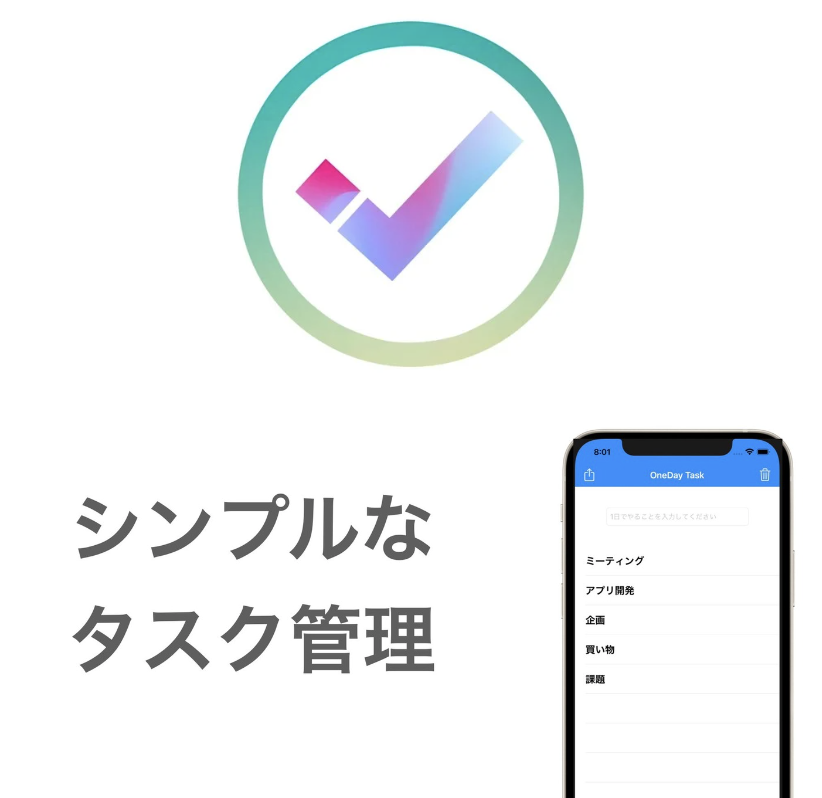 シンプルな
タスク管理
8:01
OneDay Task
1日でやることを入力してください
ミーティング
アプリ開発
企画
買い物
課題